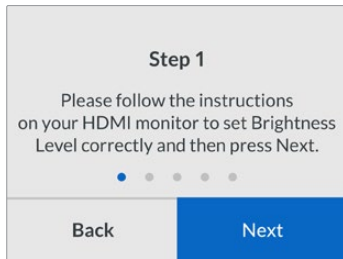 Step 1
Please follow the instructions
on your HDMI monitor to set Brightness
Level correctly and then press Next.
Back
Next